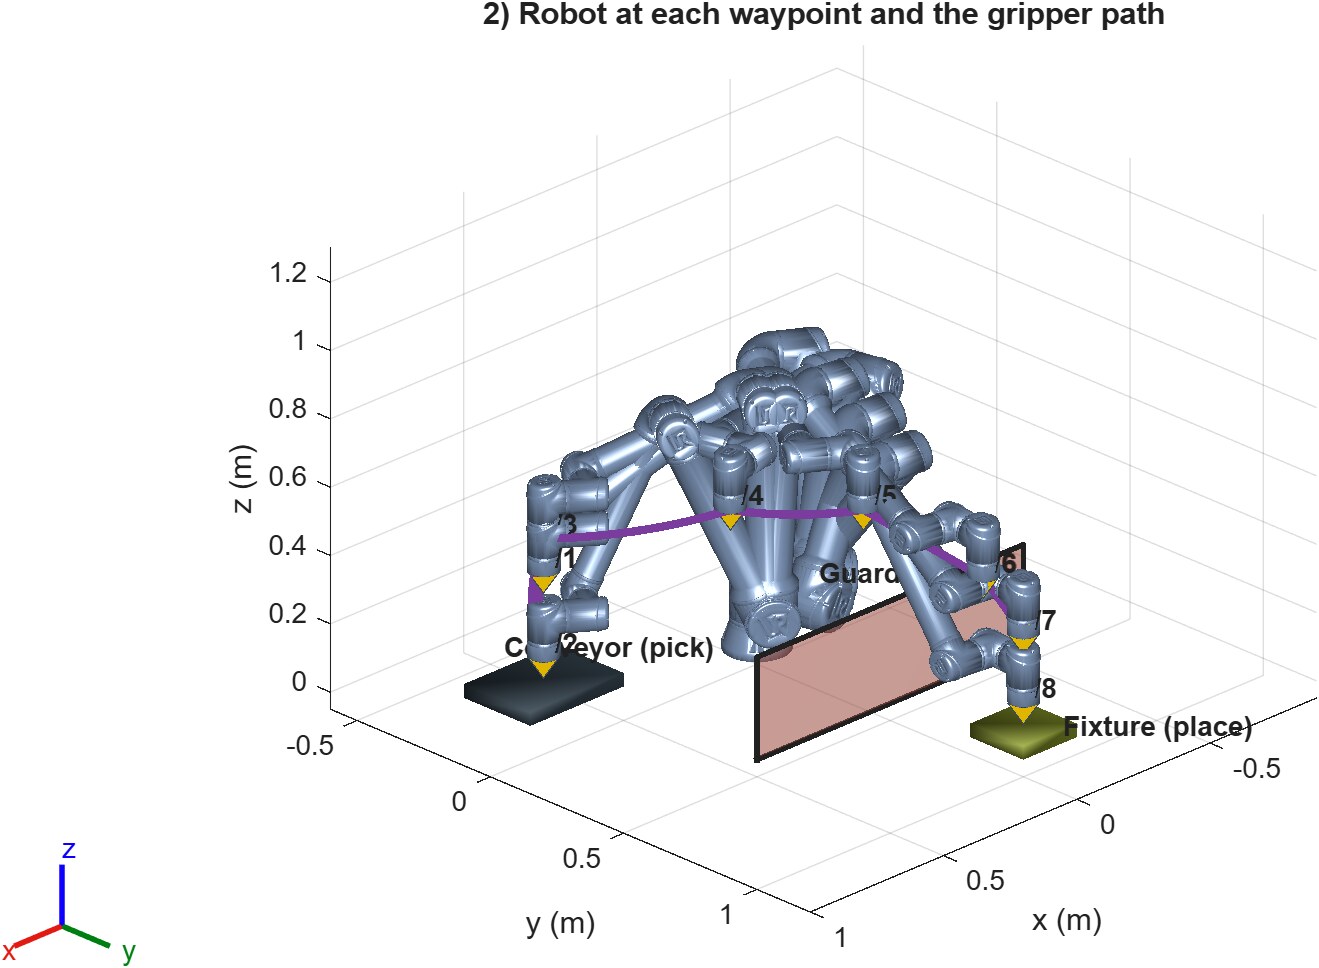 2) Robot at each waypoint and the gripper path
1.2
1
0.8
0.6
0.4
0.2
0
z (m)
-0.5
0
0.5
1
y (m)
1
0.5
0
-0.5
x (m)
/3
/1
/2
/4
/5
/6
/7
/8
Guard
(pick)
Fixture (place)
z
x
y